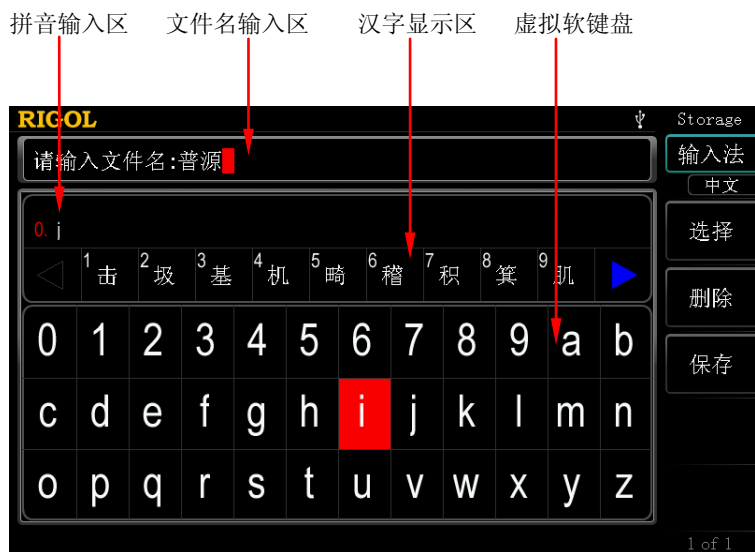 拼音输入区 文件名输入区 汉字显示区 虚拟软键盘
RIGOL Storage
请输入文件名:普源 输入法
中文
0. j 选择
1击 2圾 3基 4机 5畸 6稽 7积 8箕 9肌
删除
0 1 2 3 4 5 6 7 8 9 a b
保存
c d e f g h i j k l m n
o p q r s t u v w x y z
1 of 1